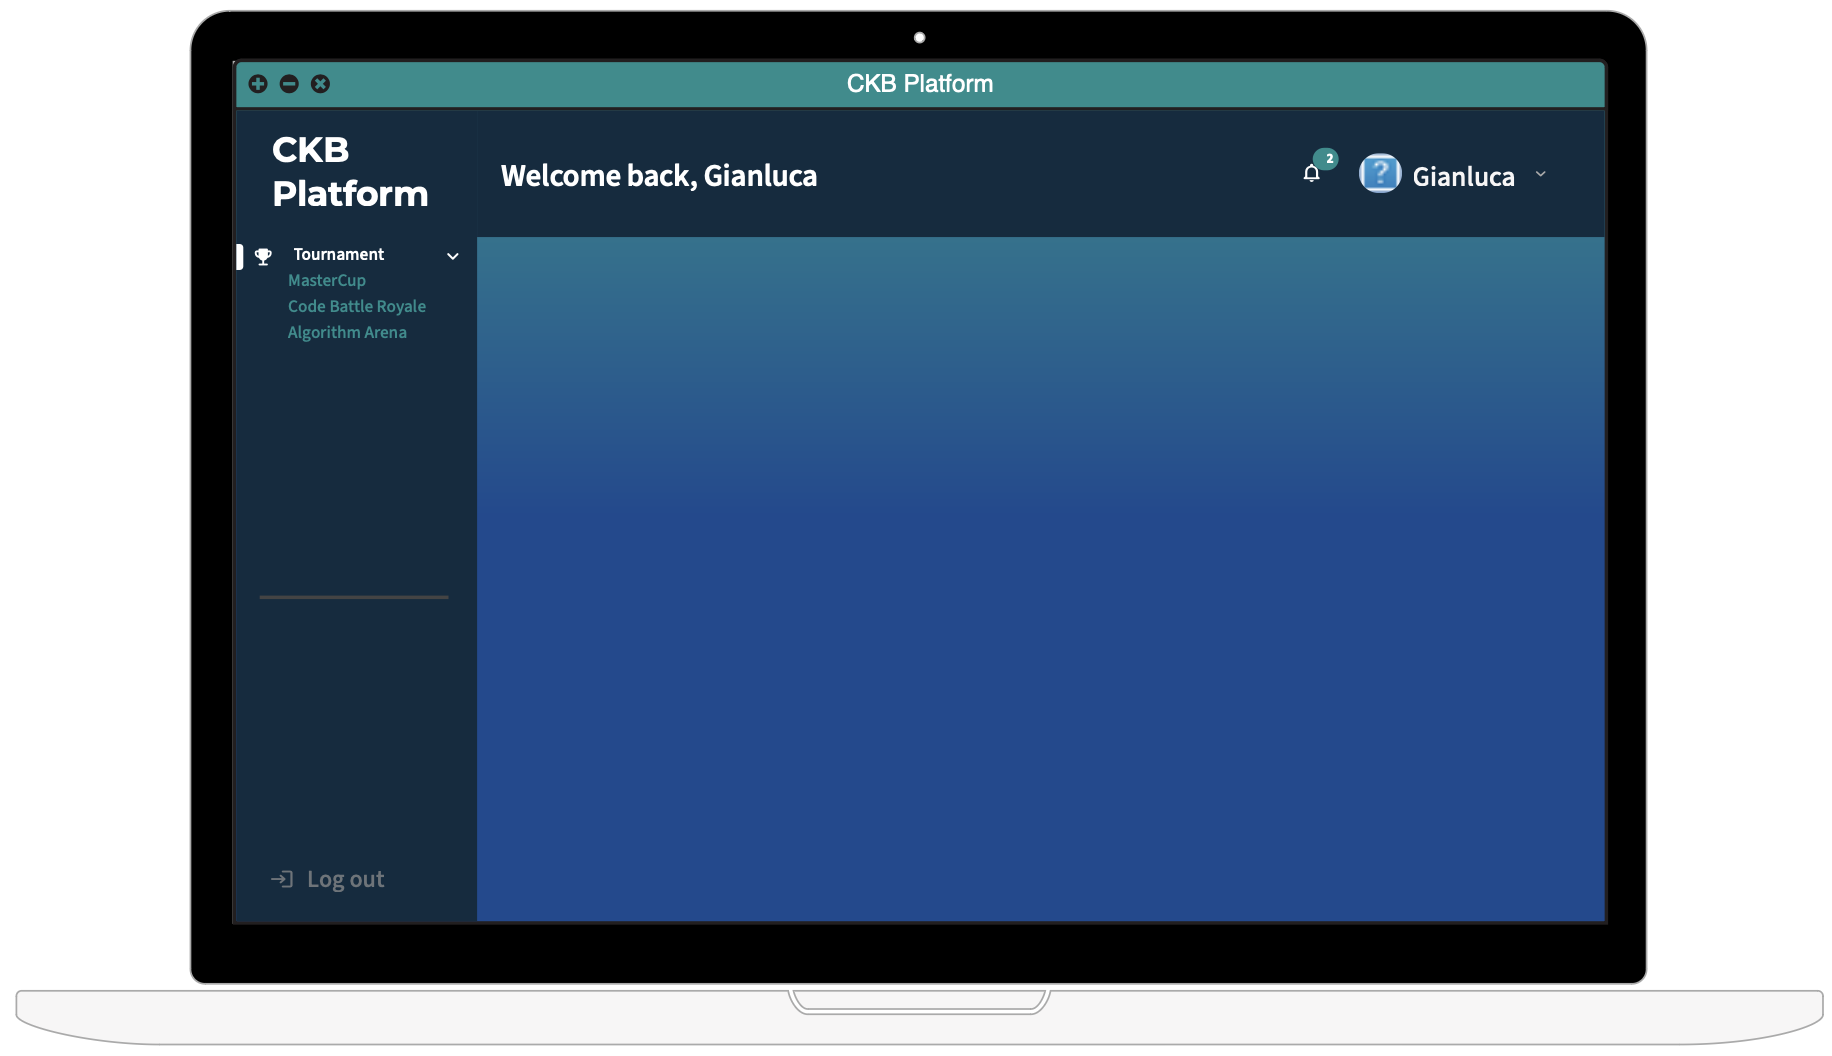 CKB Platform
CKB
Platform
Welcome back, Gianluca
2
?
Gianluca
Tournament
MasterCup
Code Battle Royale
Algorithm Arena
Log out